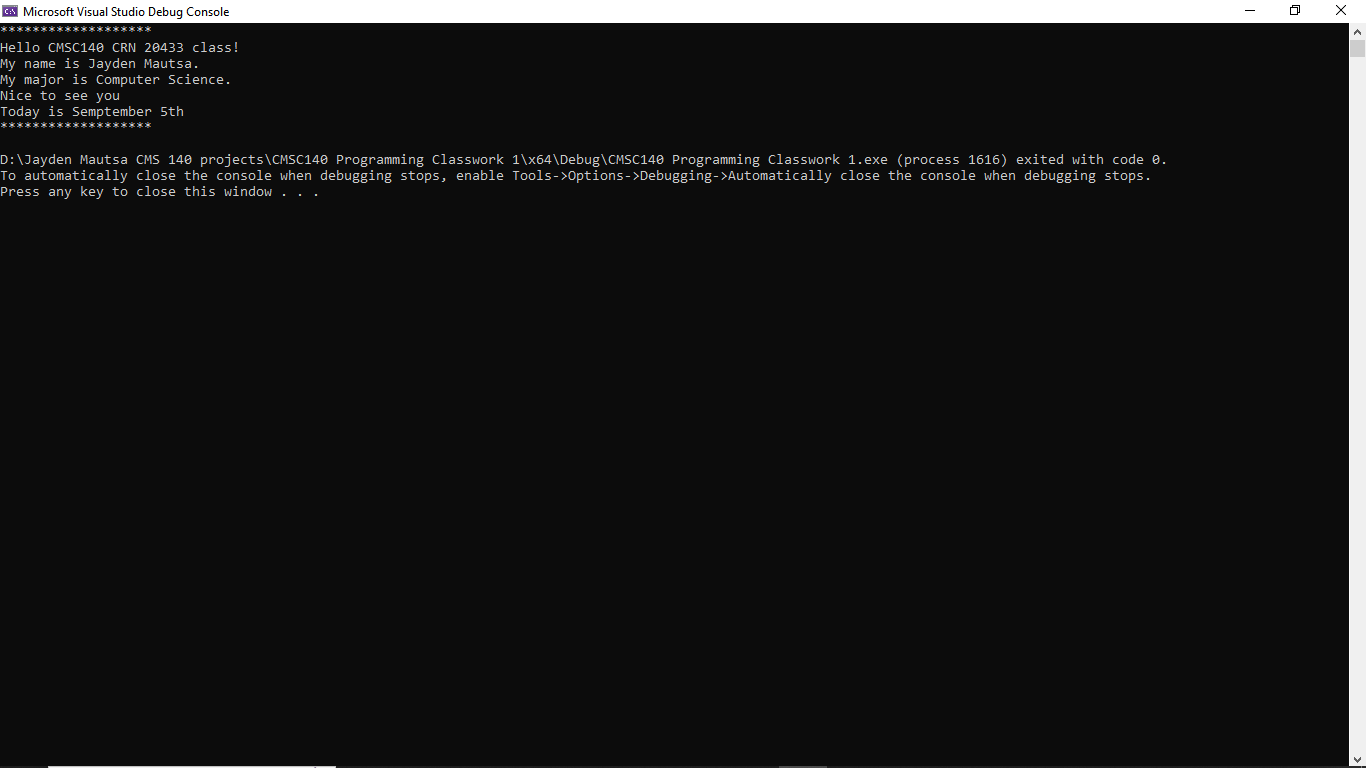 Microsoft Visual Studio Debug Console
*******************
Hello CMSC140 CRN 20433 class!
My name is Jayden Mautsa.
My major is Computer Science.
Nice to see you
Today is Semptember 5th
*******************
D:\Jayden Mautsa CMS 140 projects\CMSC140 Programming Classwork 1\x64\Debug\CMSC140 Programming Classwork 1.exe (process 1616) exited with code 0.
To automatically close the console when debugging stops, enable Tools->Options->Debugging->Automatically close the console when debugging stops.
Press any key to close this window . . .